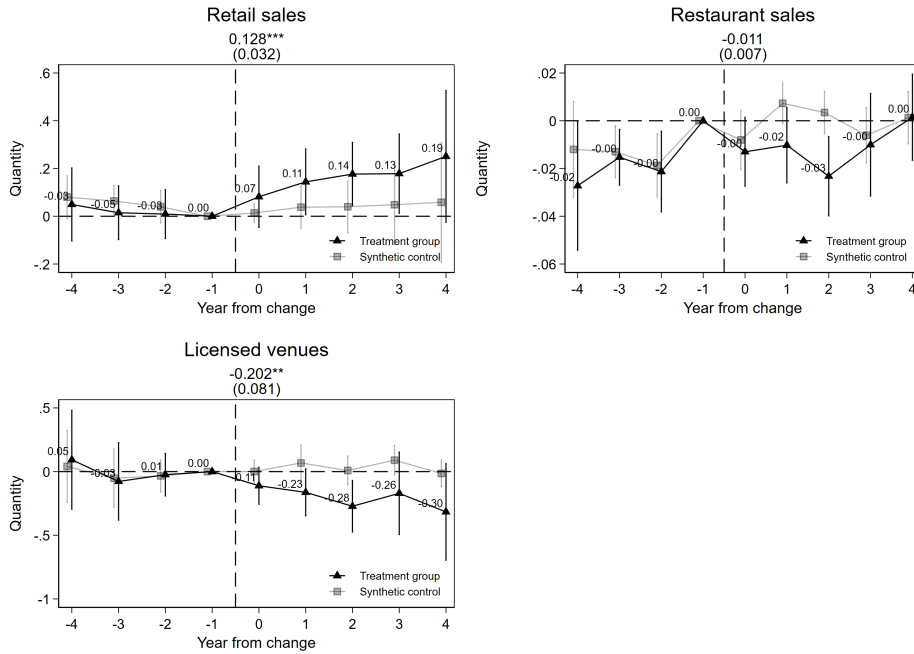 Retail sales
0.128***
(0.032)
.6
.4
.2
0
-.2
Quantity
-0.03
-0.05
-0.03
0.00
0.07
0.11
0.14
0.13
0.19
Treatment group
Synthetic control
-4 -3 -2 -1 0 1 2 3 4
Year from change
Restaurant sales
-0.011
(0.007)
.02
0
-.02
-.04
-.06
Quantity
-0.00
-0.00
0.00
-0.00
-0.02
-0.03
-0.00
0.00
Treatment group
Synthetic control
-4 -3 -2 -1 0 1 2 3 4
Year from change
Licensed venues
-0.202**
(0.081)
.5
0
-.5
-1
Quantity
0.05
-0.03
0.01
0.00
-0.23
-0.28
-0.26
-0.30
Treatment group
Synthetic control
-4 -3 -2 -1 0 1 2 3 4
Year from change